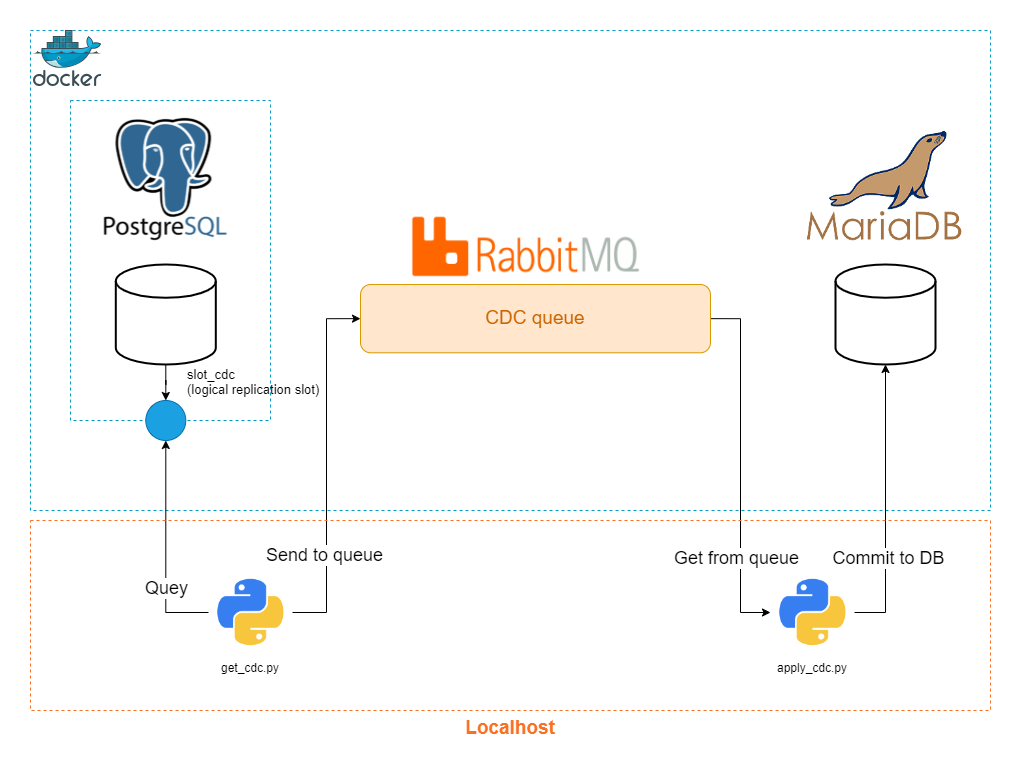 docker
PostgreSQL
MariaDB
RabbitMQ
CDC queue
slot_cdc
(logical replication slot)
Send to queue
Get from queue
Commit to DB
Quey
get_cdc.py
apply_cdc.py
Localhost